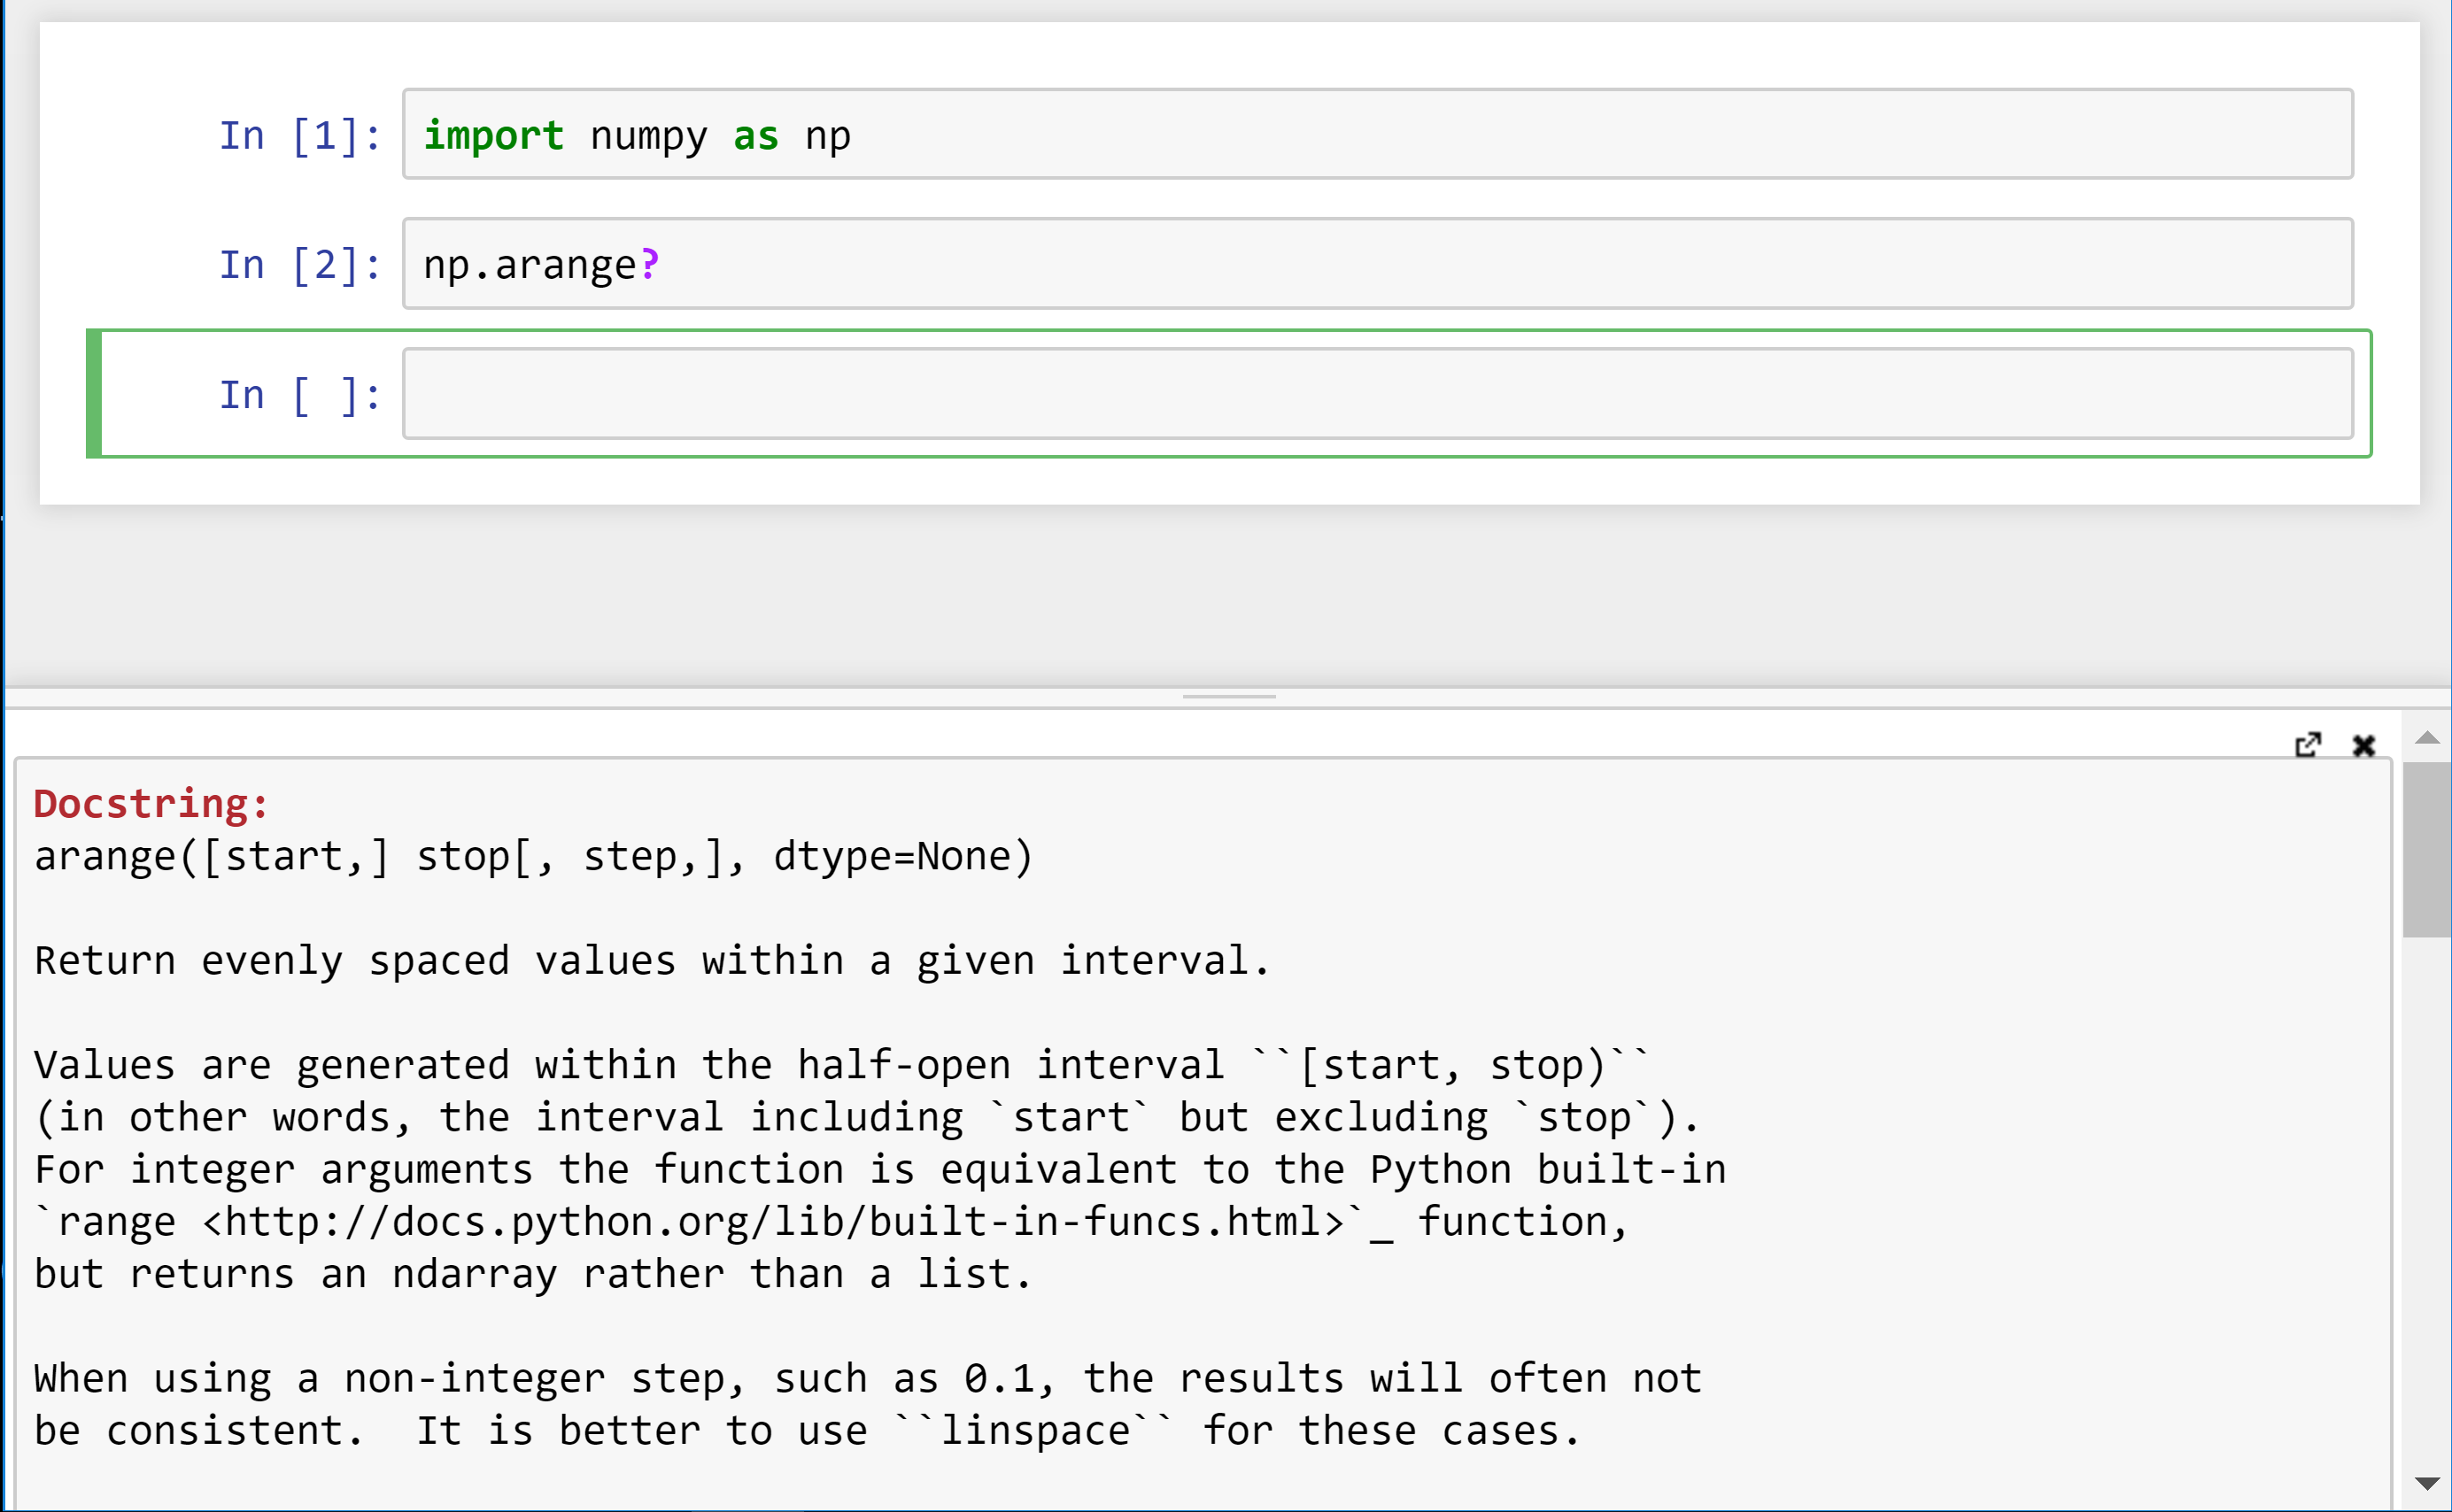 In [1]: import numpy as np
In [2]: np.arange?
In [ ]:
Docstring:
arange([start,] stop[, step,], dtype=None)
Return evenly spaced values within a given interval.
Values are generated within the half-open interval ``[start, stop)``
(in other words, the interval including `start` but excluding `stop`).
For integer arguments the function is equivalent to the Python built-in
`range <http://docs.python.org/lib/built-in-funcs.html>`_ function,
but returns an ndarray rather than a list.
When using a non-integer step, such as 0.1, the results will often not
be consistent.  It is better to use ``linspace`` for these cases.